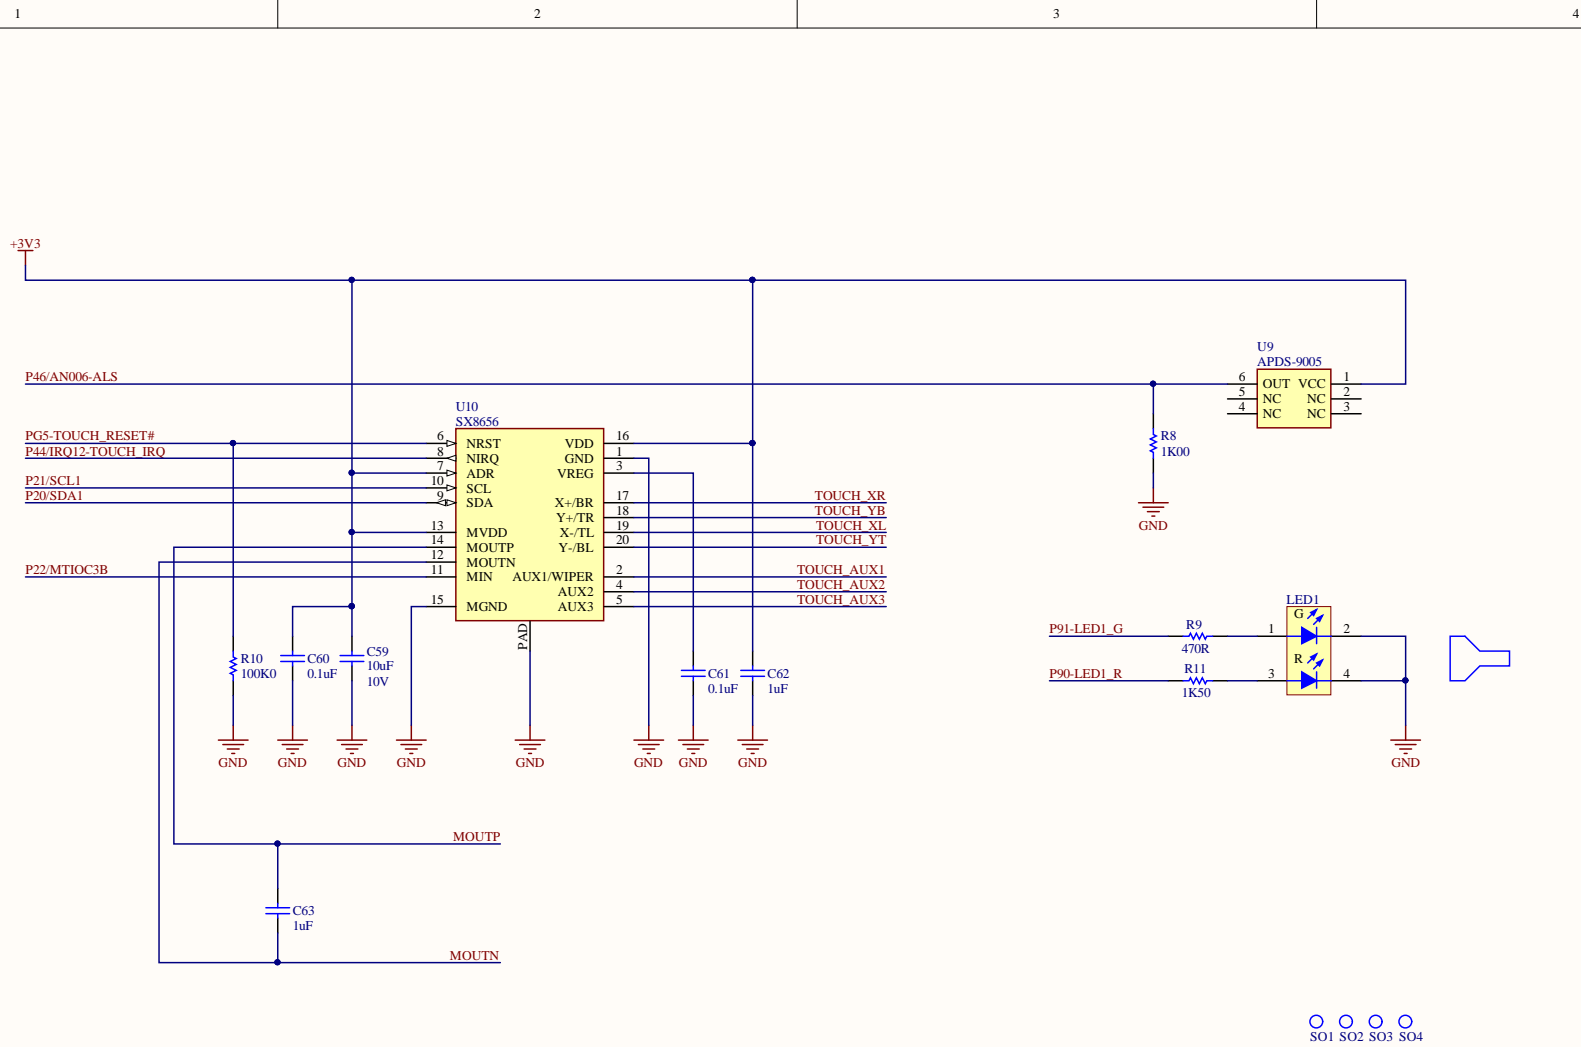 1 2 3 4
+3V3
U9
APDS-9005
P46/AN006-ALS
6 OUT VCC 1
5 NC NC 2
4 NC NC 3
U10
SX8656
R8
1K00
GND
PG5-TOUCH_RESET# 6 NRST VDD 16
P44/IRQ12-TOUCH_IRQ 8 NIRQ GND 1
7 ADR VREG 3
P21/SCL1 10 SCL
P20/SDA1 9 SDA X+/BR 17 TOUCH_XR
Y+/TR 18 TOUCH_YB
13 MVDD X-/TL 19 TOUCH_XL
14 MOUTP Y-/BL 20 TOUCH_YT
12 MOUTN
P22/MTIOC3B 11 MIN AUX1/WIPER 2 TOUCH_AUX1
AUX2 4 TOUCH_AUX2
15 MGND AUX3 5 TOUCH_AUX3
PAD
LED1
G
P91-LED1_G R9 1 2
470R
R
P90-LED1_R R11 3 4
1K50
R10
100K0
C60
0.1uF
C59
10uF
10V
C61
0.1uF
C62
1uF
GND GND GND GND GND GND GND GND GND
MOUTP
C63
1uF
MOUTN
SO1 SO2 SO3 SO4